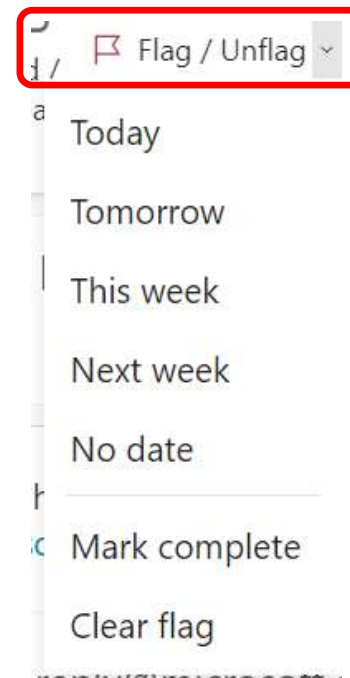 Flag / Unflag
Today
Tomorrow
This week
Next week
No date
Mark complete
Clear flag